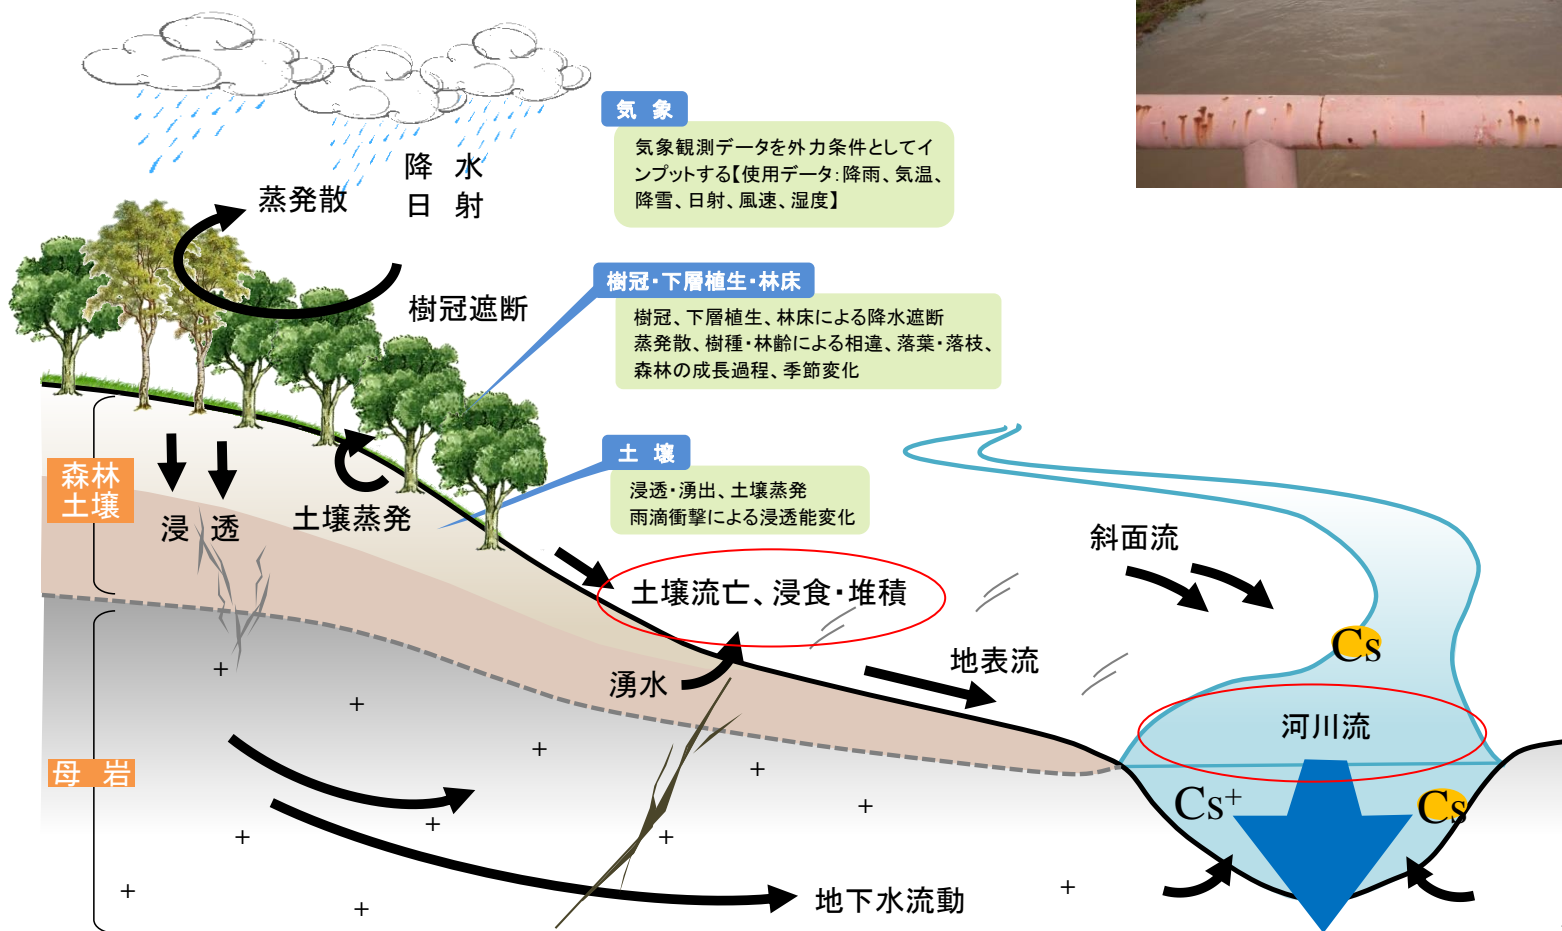 気 象
気象観測データを外力条件としてイ
ンプットする【使用データ:降雨、気温、
降雪、日射、風速、湿度】
降 水
日 射
蒸発散
樹冠遮断
樹冠・下層植生・林床
樹冠、下層植生、林床による降水遮断
蒸発散、樹種・林齢による相違、落葉・落枝、
森林の成長過程、季節変化
土 壌
浸透・湧出、土壌蒸発
雨滴衝撃による浸透能変化
森林
土壌
浸 透
土壌蒸発
土壌流亡、浸食・堆積
斜面流
湧水
地表流
Cs
河川流
母 岩
Cs⁺
Cs
地下水流動